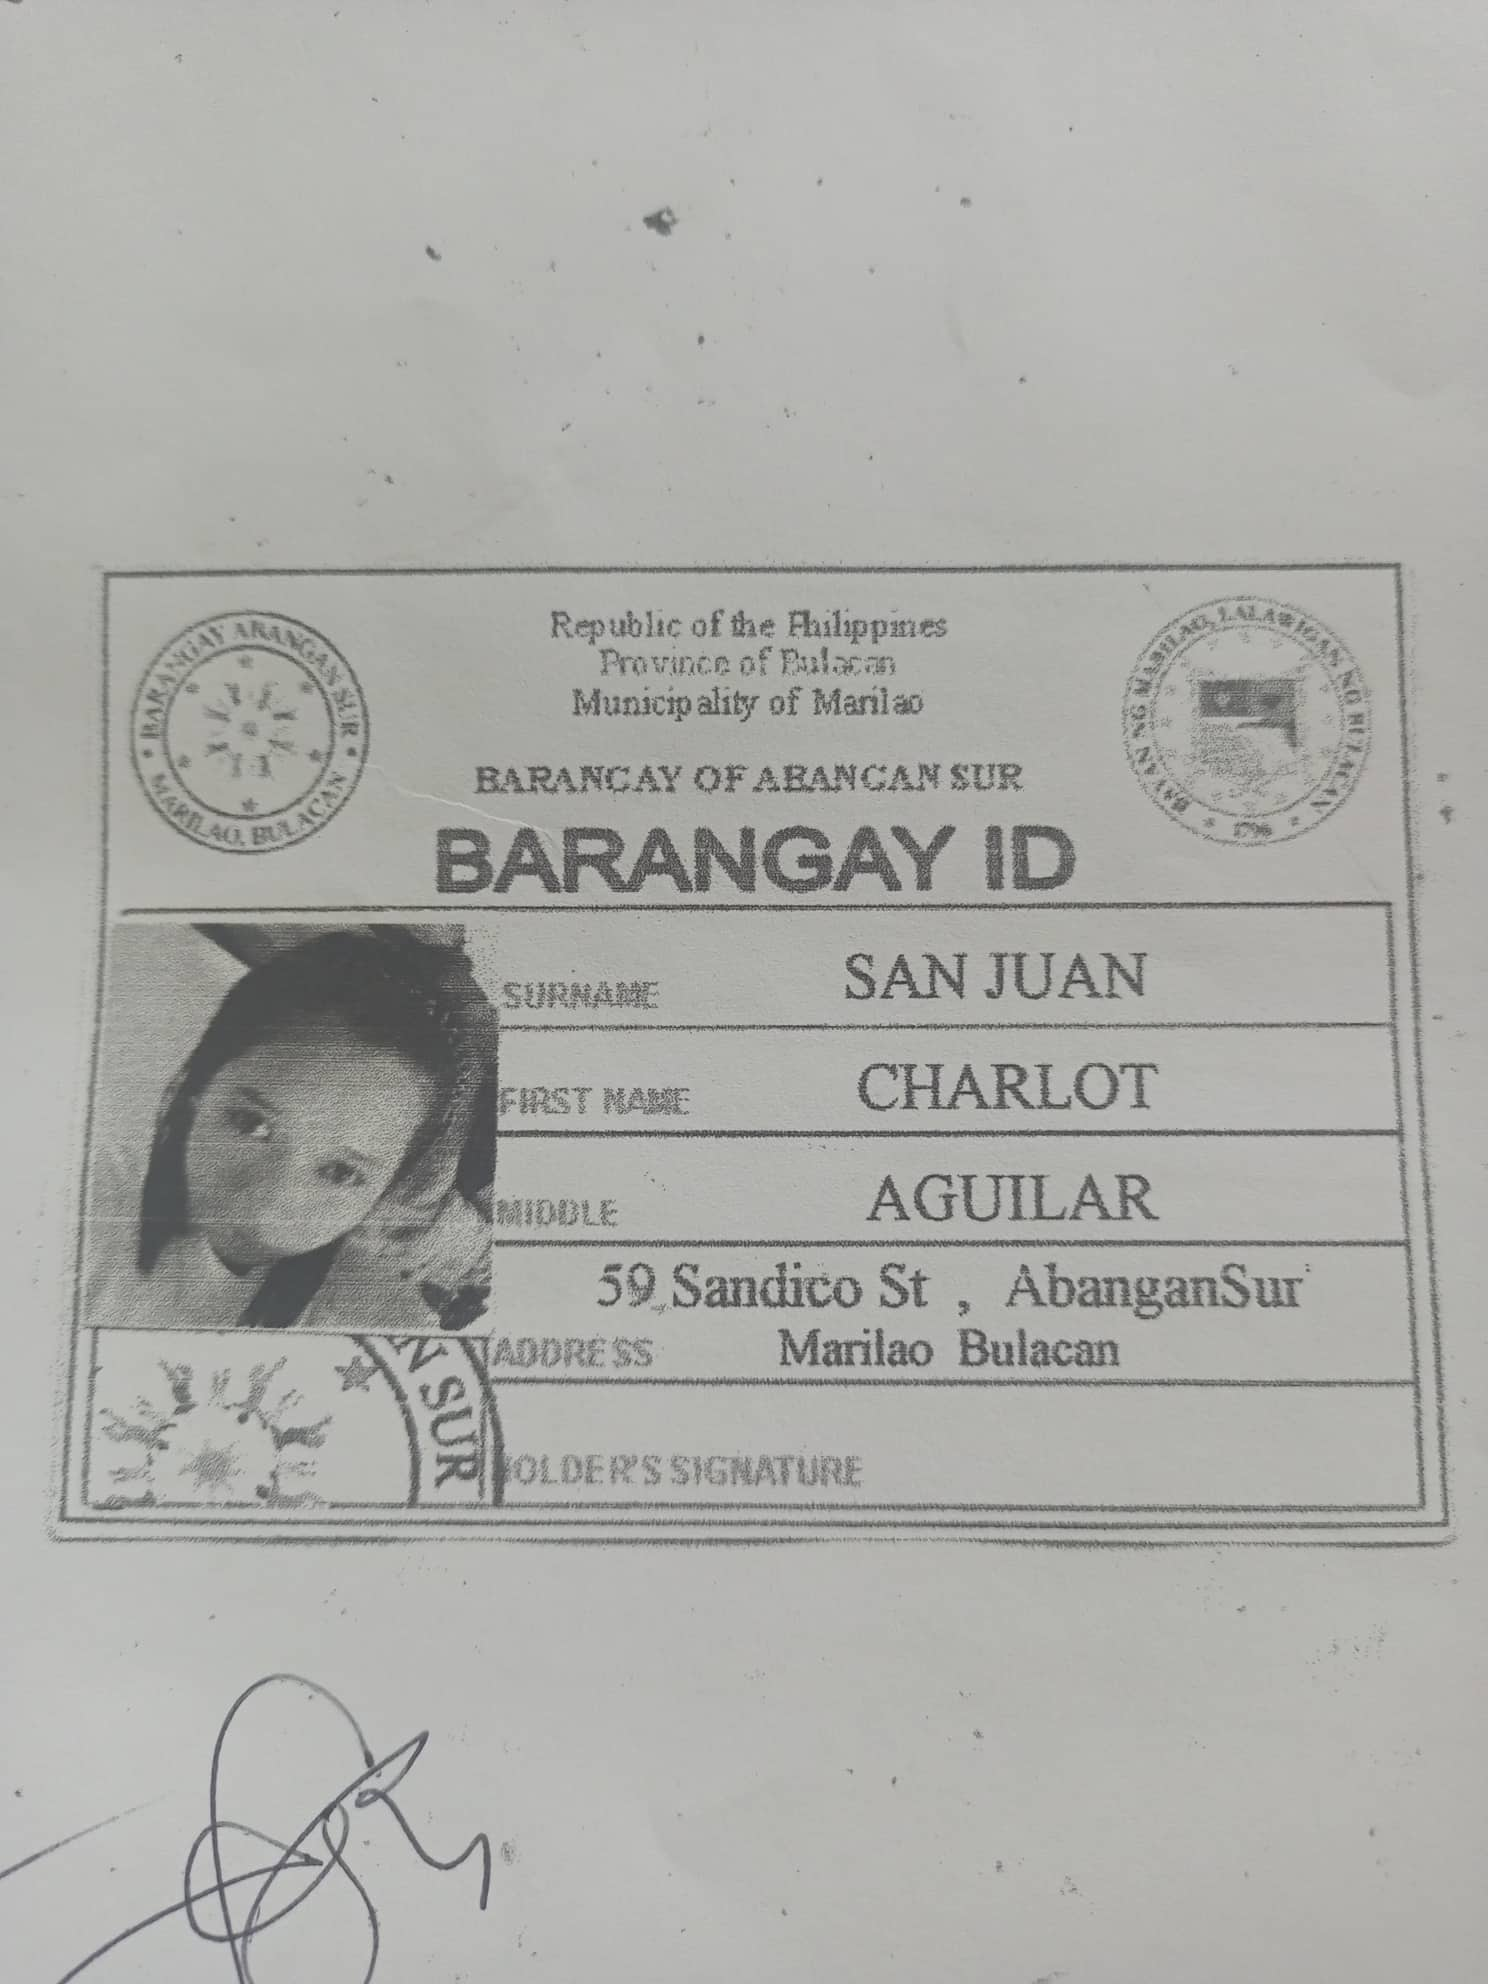 Republic of the Philippines
Province of Bulacan
Municipality of Marilao
BARANGAY OF ABANGAN SUR
BARANGAY ID
BARANGAY ABANGAN SUR
MARILAO, BULACAN
BAYAN NG MARILAO, LALAWIGAN NG BULACAN
1796
SURNAME SAN JUAN
FIRST NAME CHARLOT
MIDDLE AGUILAR
59 Sandico St , AbanganSur
ADDRESS Marilao Bulacan
N SUR
HOLDER'S SIGNATURE